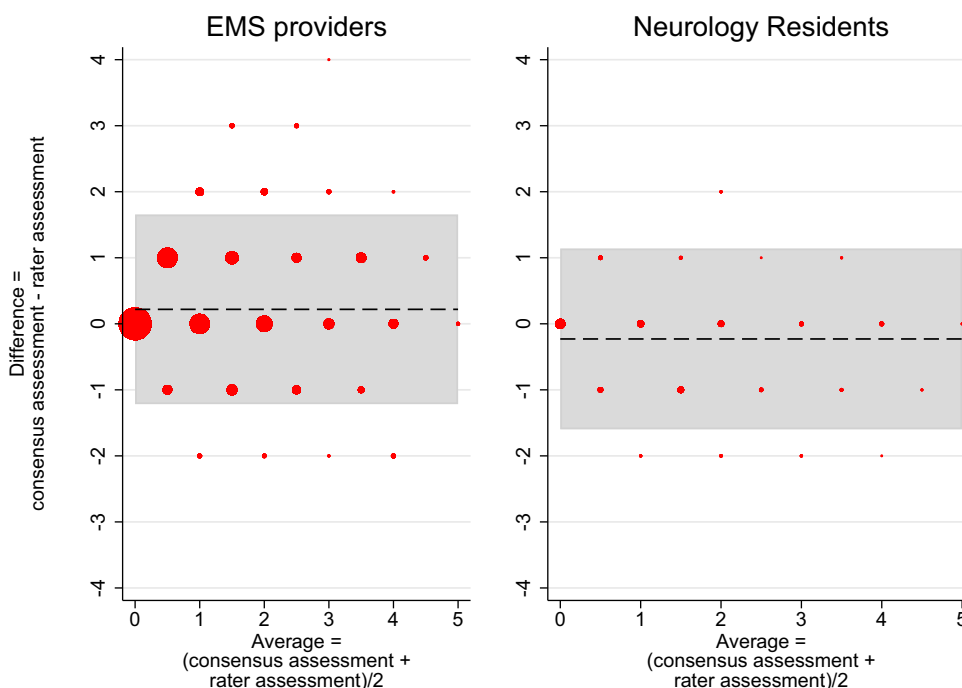 EMS providers
Difference =
consensus assessment - rater assessment
4
3
2
1
0
-1
-2
-3
-4
0 1 2 3 4 5
Average =
(consensus assessment +
rater assessment)/2
Neurology Residents
4
3
2
1
0
-1
-2
-3
-4
0 1 2 3 4 5
Average =
(consensus assessment +
rater assessment)/2